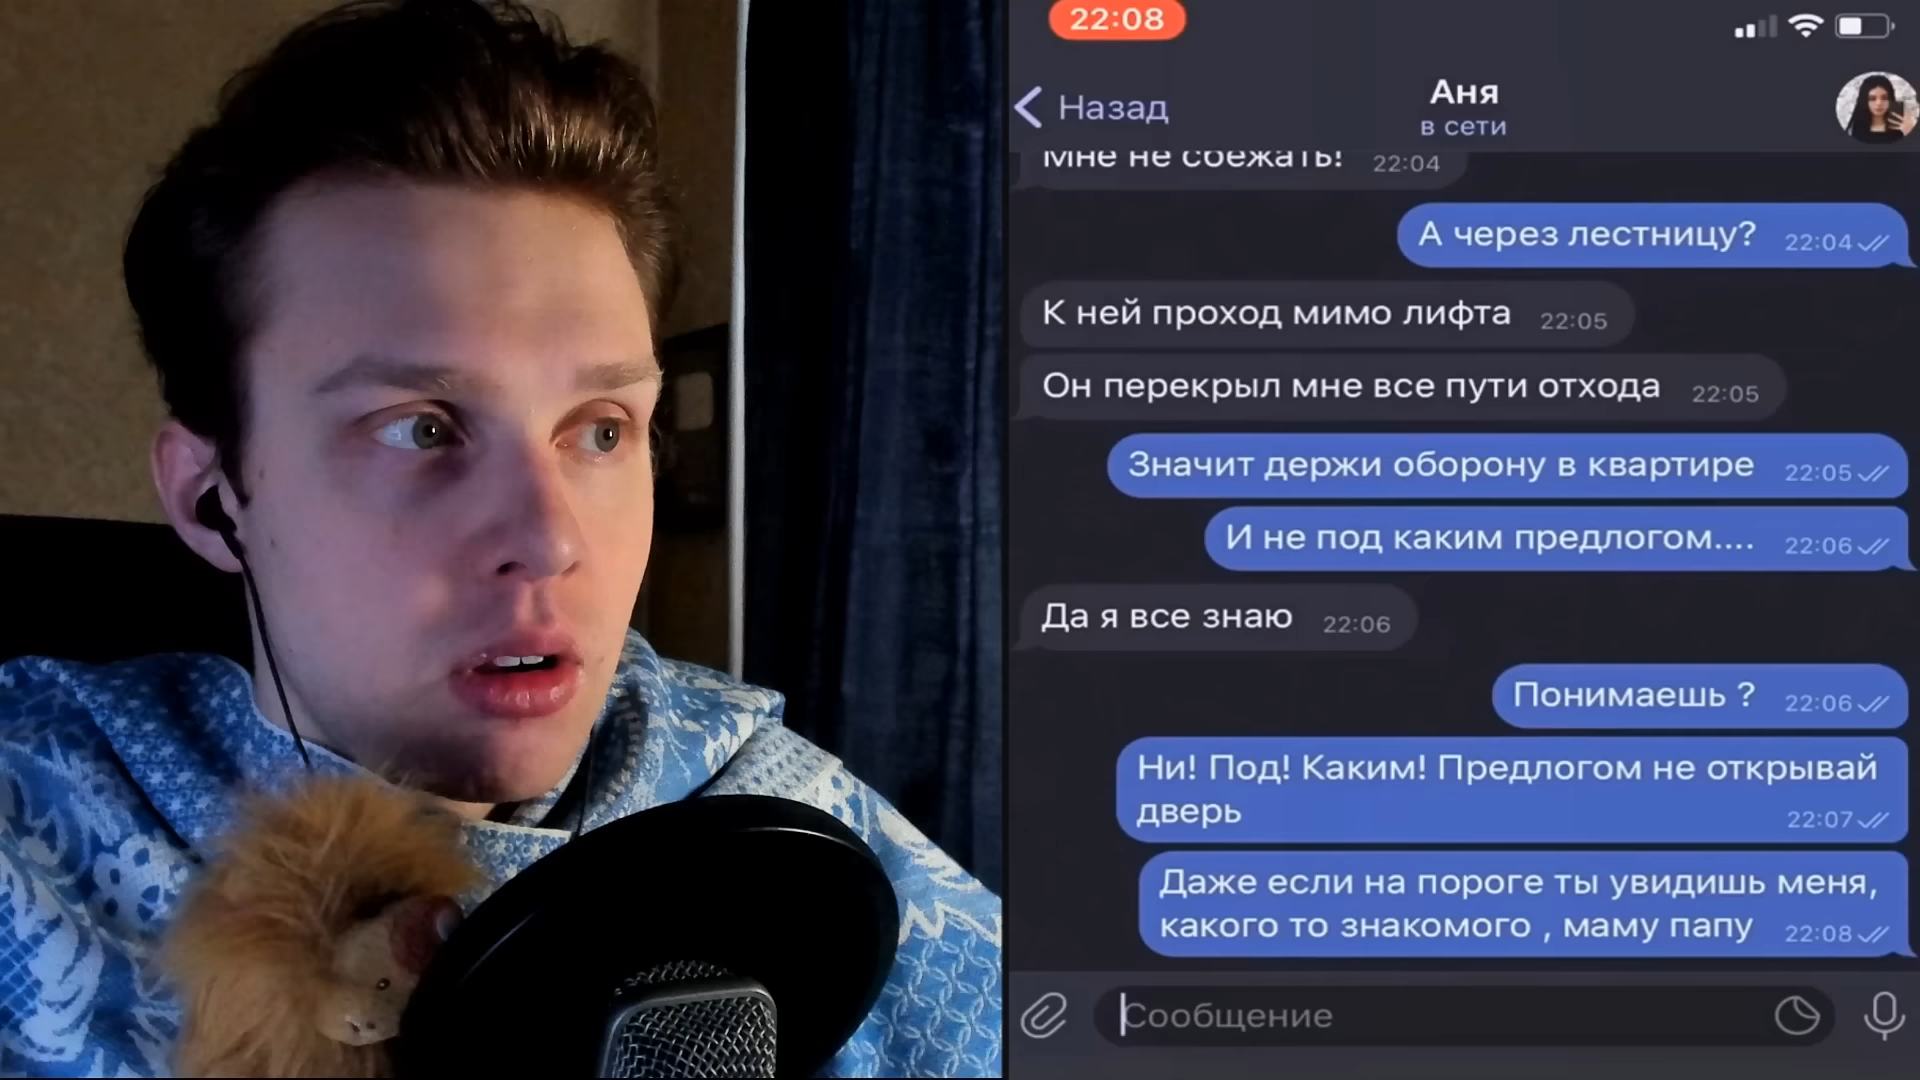 22:08
Назад
Аня
в сети
Мне не сбежать! 22:04
А через лестницу? 22:04
К ней проход мимо лифта 22:05
Он перекрыл мне все пути отхода 22:05
Значит держи оборону в квартире 22:05
И не под каким предлогом.... 22:06
Да я все знаю 22:06
Понимаешь ? 22:06
Ни! Под! Каким! Предлогом не открывай
дверь 22:07
Даже если на пороге ты увидишь меня,
какого то знакомого , маму папу 22:08
Сообщение